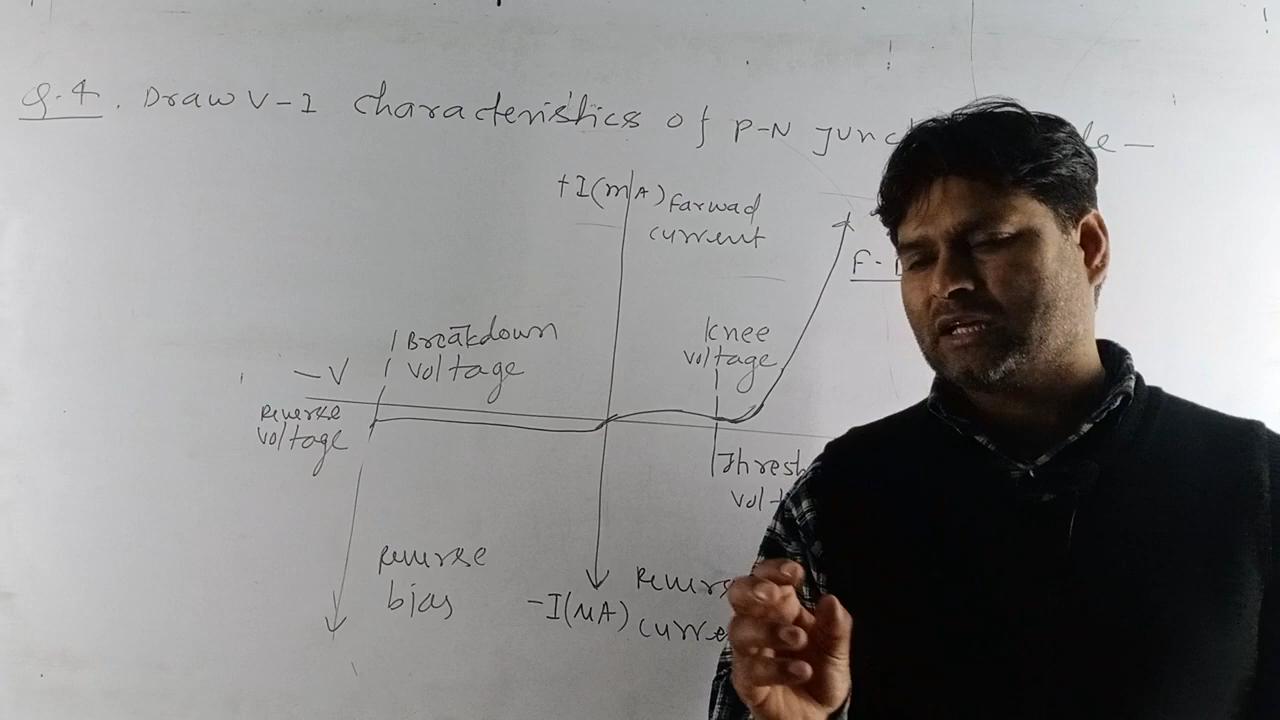 Q.4. Draw V-I characteristics of P-N junc
+I(mA) Farwad
current
F-
Breakdown
voltage
Knee
voltage
-V
Reverse
voltage
Thresh
vol
Reverse
bias
-I(μA)
Revers
curre